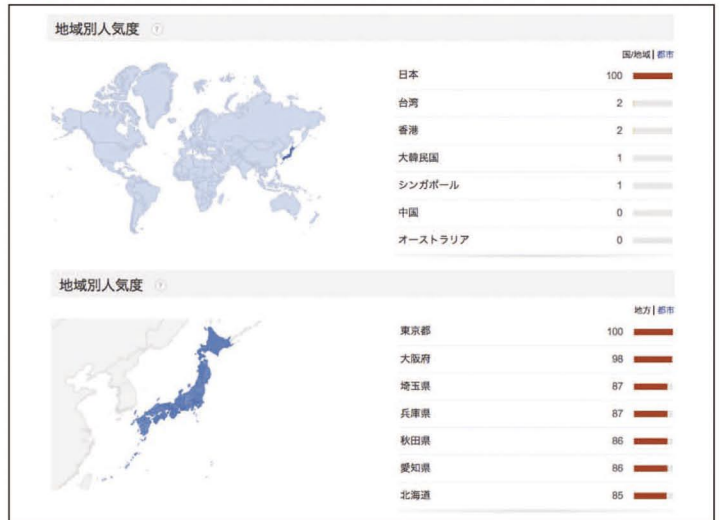 地域別人気度 ?
国/地域 | 都市
日本 100
台湾 2
香港 2
大韓民国 1
シンガポール 1
中国 0
オーストラリア 0
地域別人気度 ?
地方 | 都市
東京都 100
大阪府 98
埼玉県 87
兵庫県 87
秋田県 86
愛知県 86
北海道 85